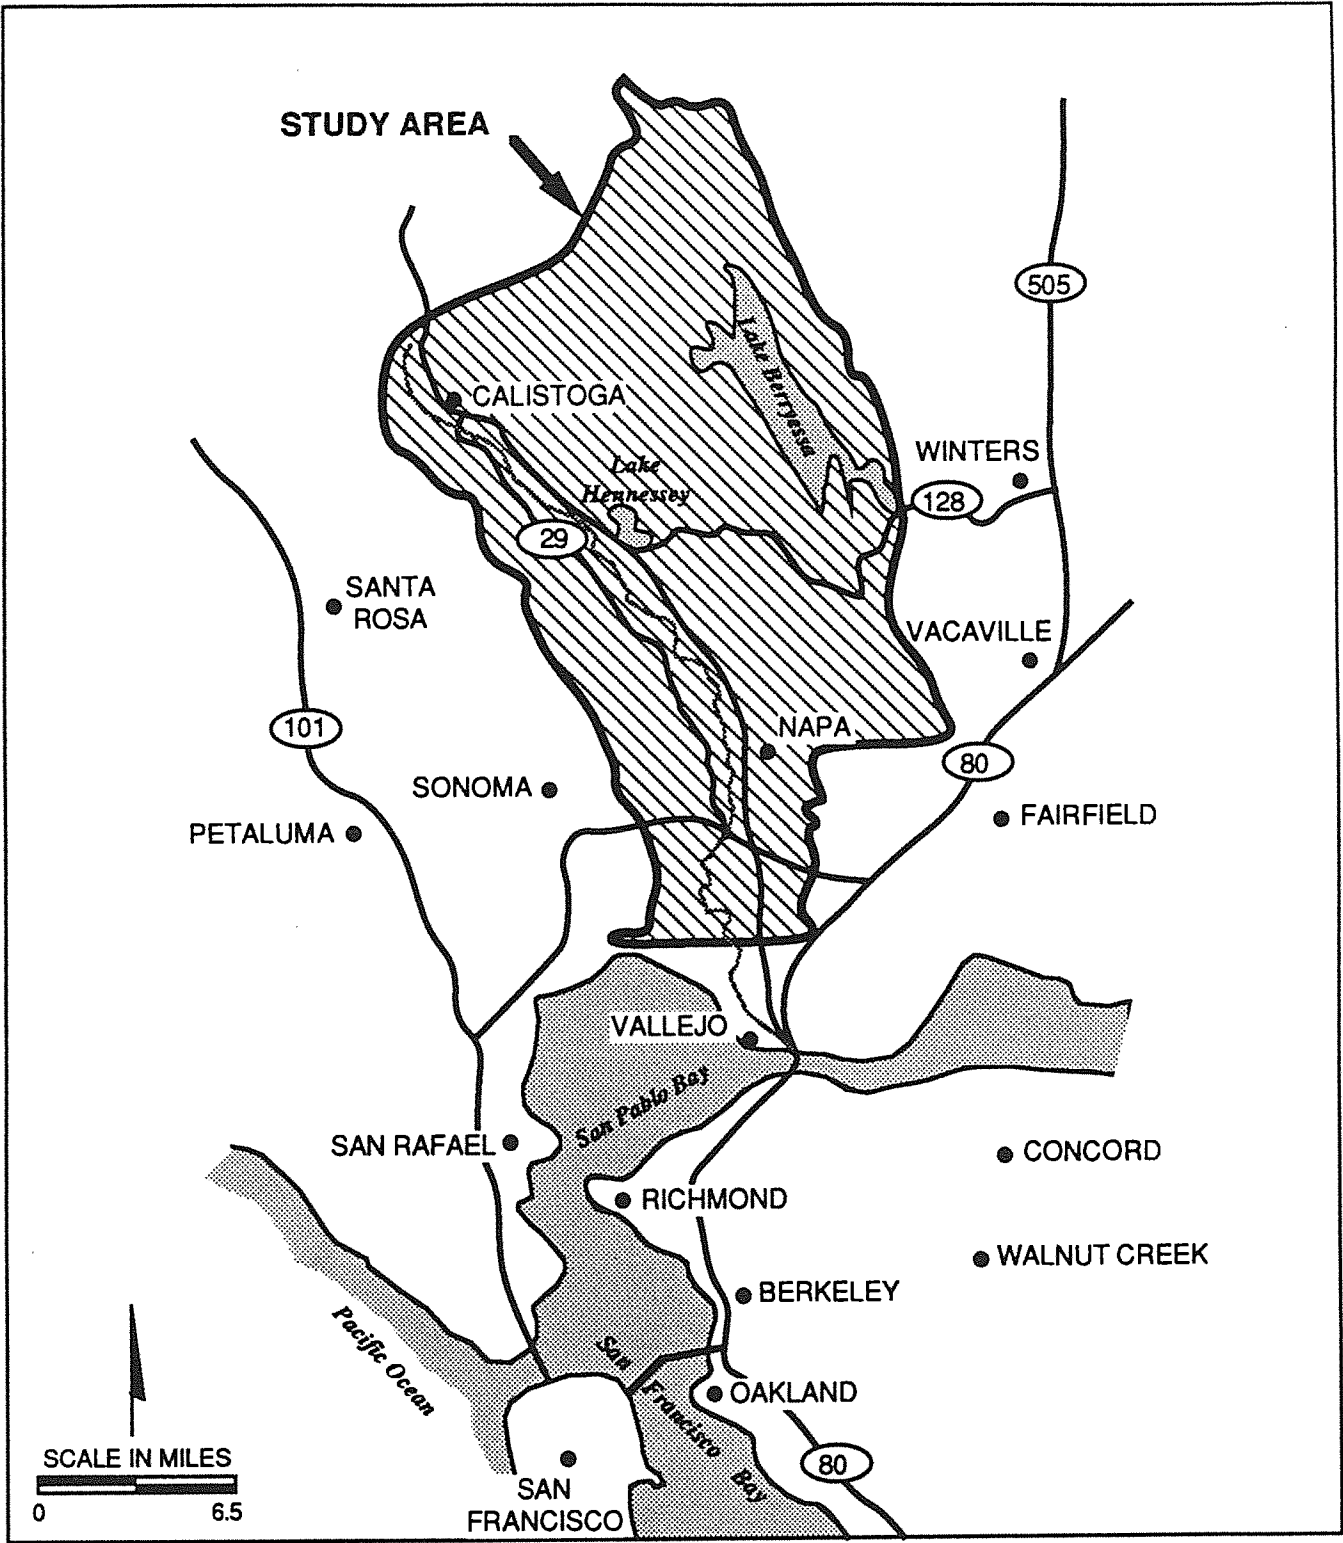 STUDY AREA
505
Lake Berryessa
CALISTOGA
WINTERS
Lake
Hennessey
128
29
SANTA
ROSA
VACAVILLE
101
NAPA
80
SONOMA
FAIRFIELD
PETALUMA
VALLEJO
San Pablo Bay
SAN RAFAEL
CONCORD
RICHMOND
WALNUT CREEK
BERKELEY
Pacific Ocean
San Francisco Bay
OAKLAND
SCALE IN MILES
0 6.5
80
SAN
FRANCISCO